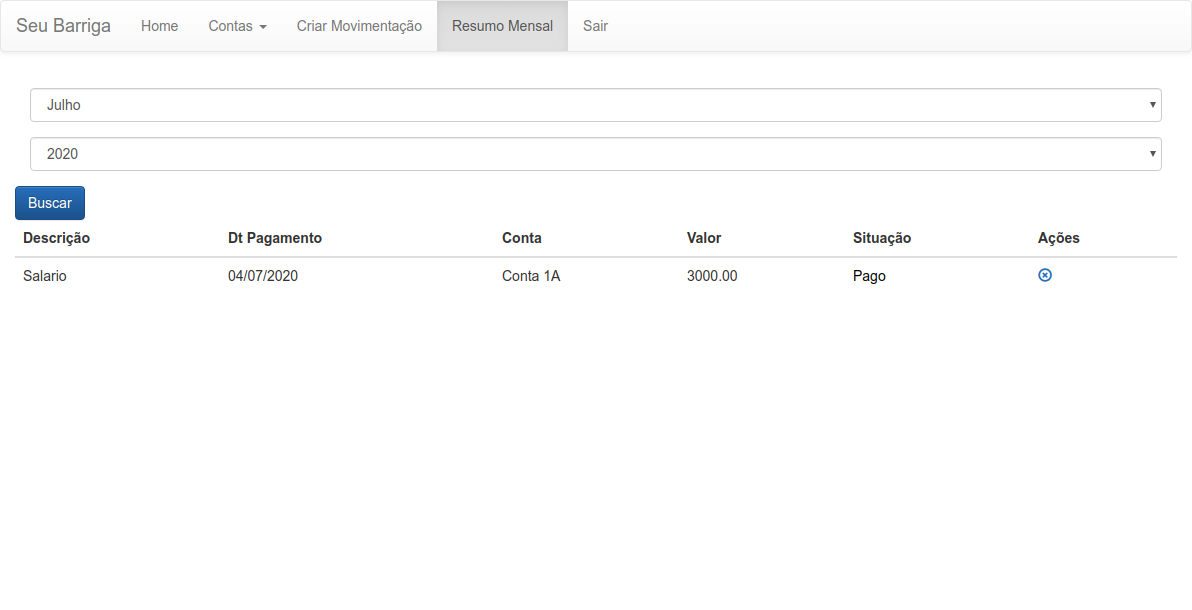 Seu Barriga Home Contas Criar Movimentação Resumo Mensal Sair
Julho
2020
Buscar
Descrição Dt Pagamento Conta Valor Situação Ações
Salario 04/07/2020 Conta 1A 3000.00 Pago